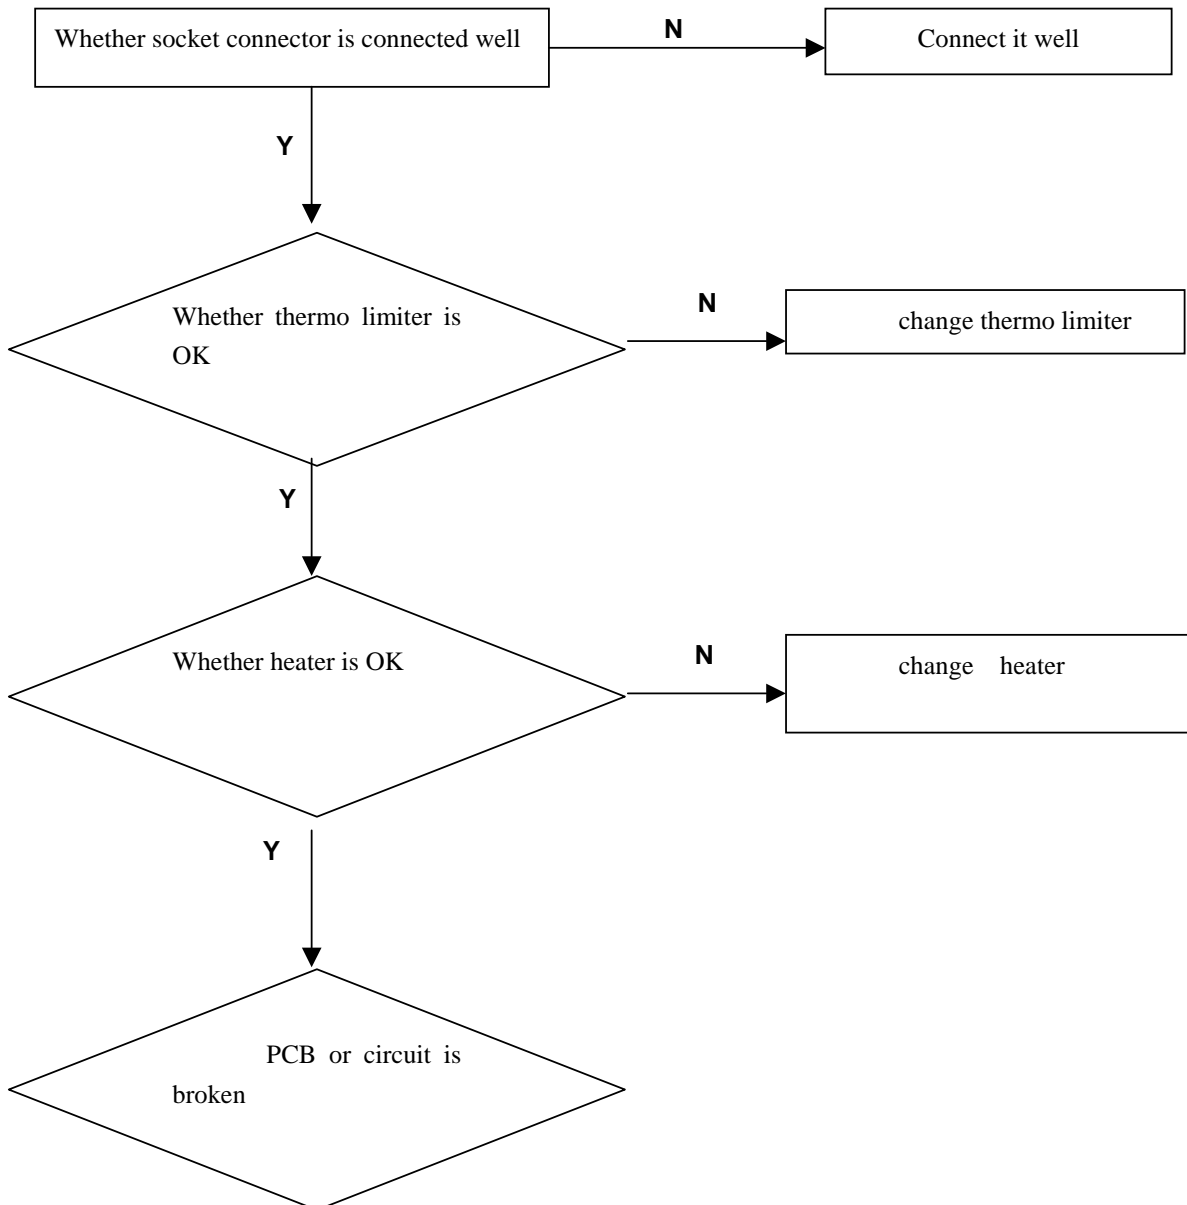 Whether socket connector is connected well
N
Connect it well
Y
Whether thermo limiter is
OK
N
change thermo limiter
Y
Whether heater is OK
N
change heater
Y
PCB or circuit is
broken